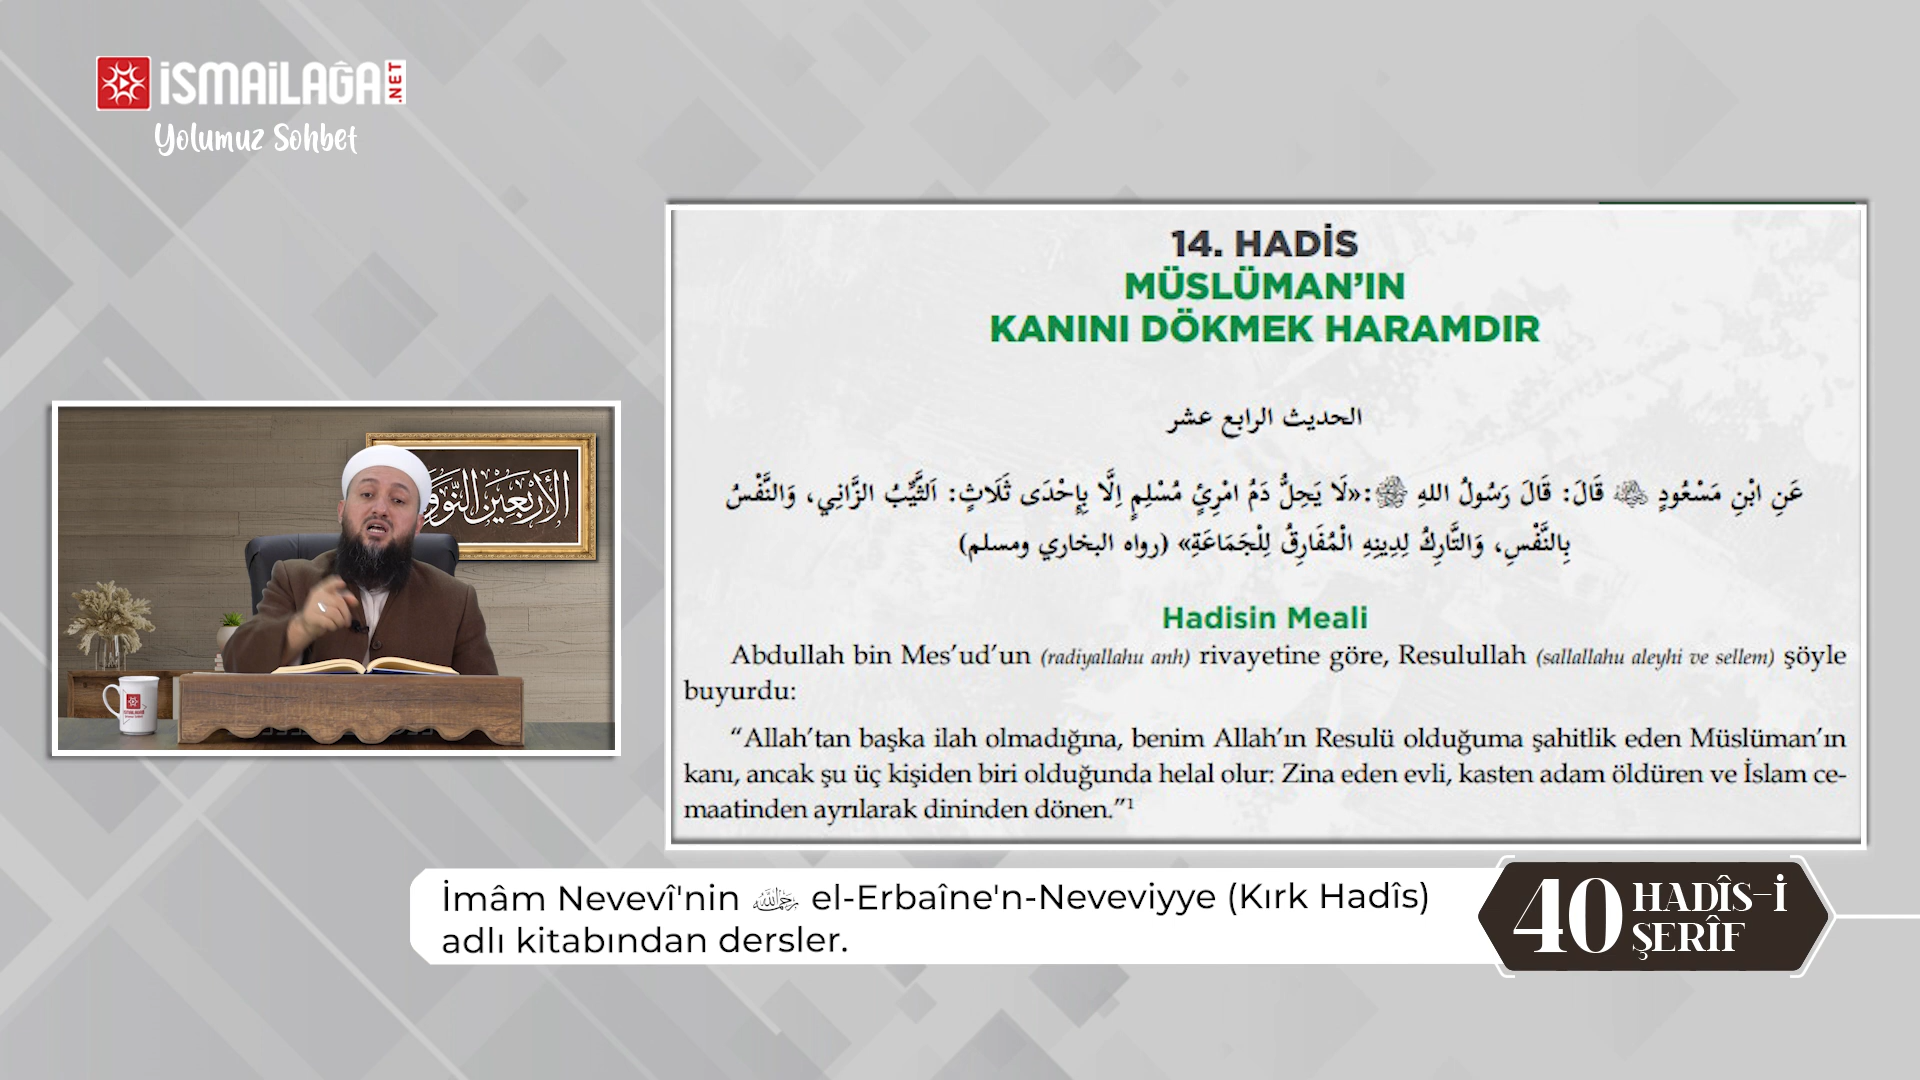 İSMAİLAĞA.NET
Yolumuz Sohbet
14. HADİS
MÜSLÜMAN’IN
KANINI DÖKMEK HARAMDIR
الحديث الرابع عشر
عَنِ ابْنِ مَسْعُودٍ ﷺ قَالَ: قَالَ رَسُولُ اللهِ ﷺ:«لَا يَحِلُّ دَمُ امْرِئٍ مُسْلِمٍ اِلَّا بِإِحْدَى ثَلَاثٍ: اَلثَّيِّبُ الزَّانِي، وَالنَّفْسُ
بِالنَّفْسِ، وَالتَّارِكُ لِدِينِهِ الْمُفَارِقُ لِلْجَمَاعَةِ» (رواه البخاري ومسلم)
Hadisin Meali
Abdullah bin Mes’ud’un (radiyallahu anh) rivayetine göre, Resulullah (sallallahu aleyhi ve sellem) şöyle
buyurdu:
“Allah’tan başka ilah olmadığına, benim Allah’ın Resulü olduğuma şahitlik eden Müslüman’ın
kanı, ancak şu üç kişiden biri olduğunda helal olur: Zina eden evli, kasten adam öldüren ve İslam ce-
maatinden ayrılarak dininden dönen.”¹
الأربعين النو
İSMAİLAĞA
İmâm Nevevî'nin el-Erbaîne'n-Neveviyye (Kırk Hadîs)
adlı kitabından dersler.
40 HADÎS-İ
ŞERÎF